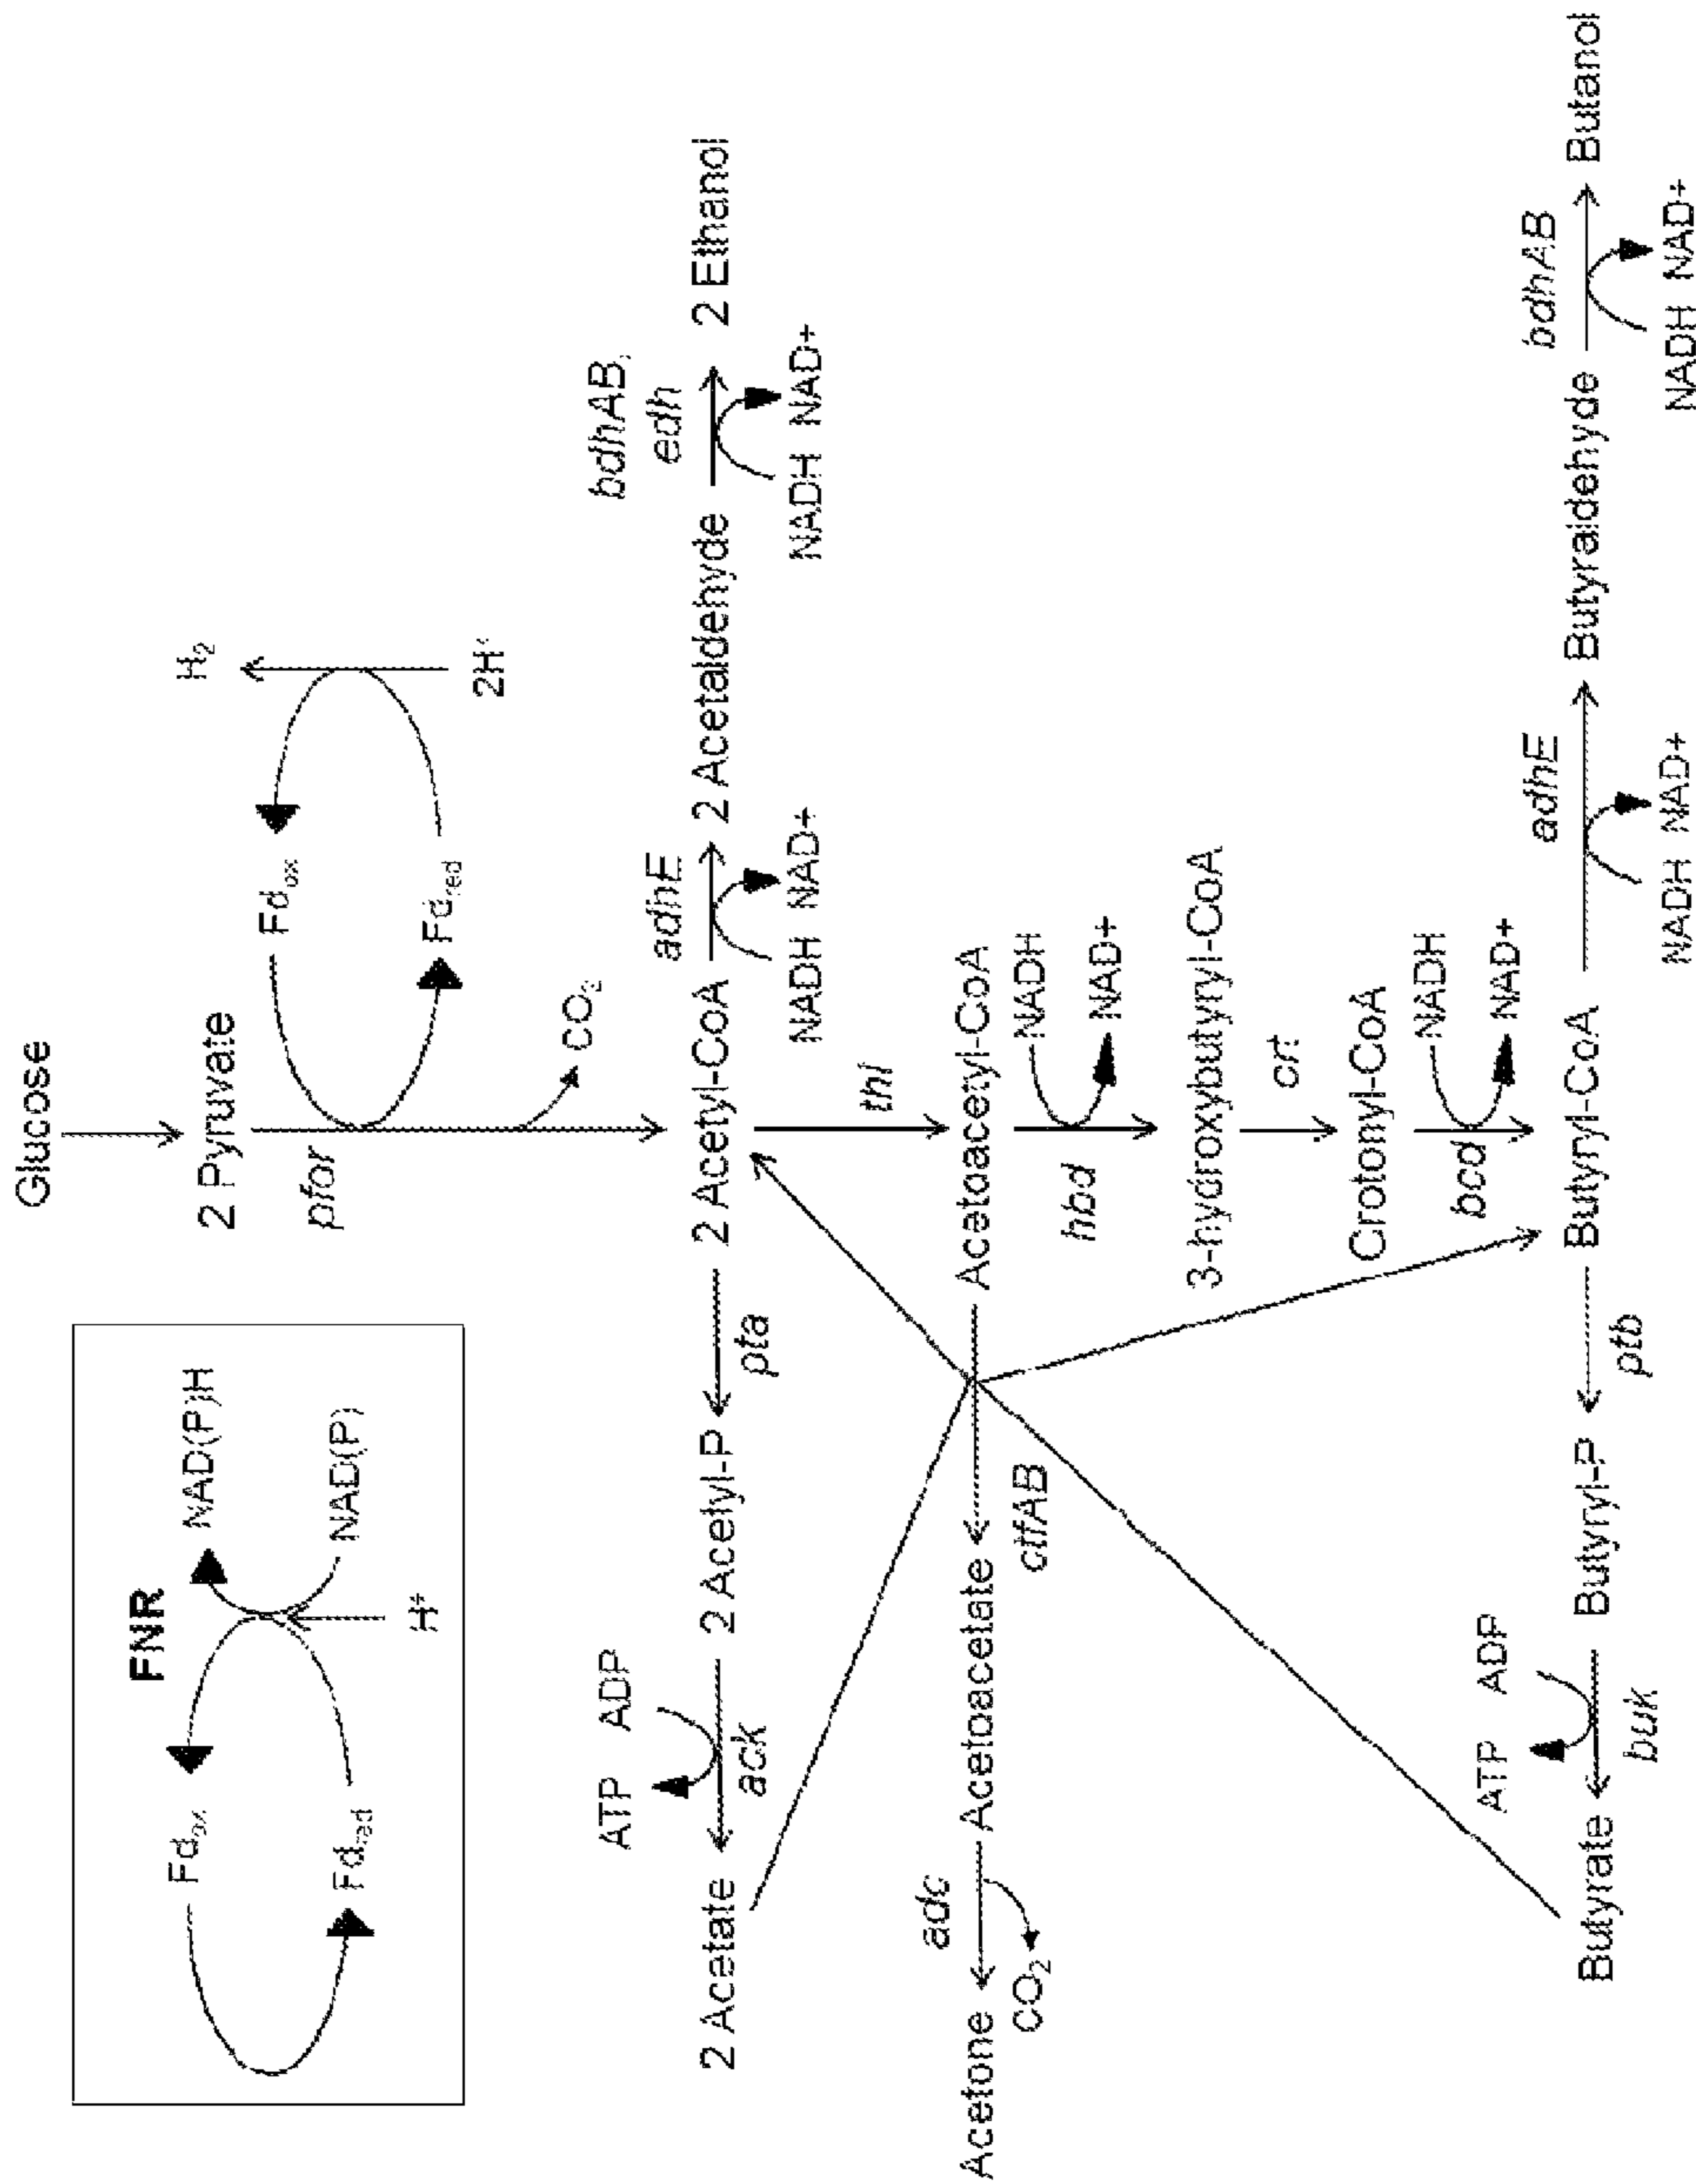 Glucose
2 Pyruvate
pfor
Fdox
Fdred
H2
2H+
CO2
FNR
Fdox
Fdred
NAD(P)H
NAD(P)
H+
2 Acetate
ack
ATP ADP
2 Acetyl-P
pta
2 Acetyl-CoA
adhE
NADH NAD+
2 Acetaldehyde
bdhAB,
edh
NADH NAD+
2 Ethanol
thl
Acetone
adc
CO2
Acetoacetate
ctfAB
Acetoacetyl-CoA
hbd
NADH
NAD+
3-hydroxybutyryl-CoA
crt
Crotonyl-CoA
bcd
NADH
NAD+
Butyrate
buk
ATP ADP
Butyryl-P
ptb
Butyryl-CoA
adhE
NADH NAD+
Butyraldehyde
bdhAB
NADH NAD+
Butanol